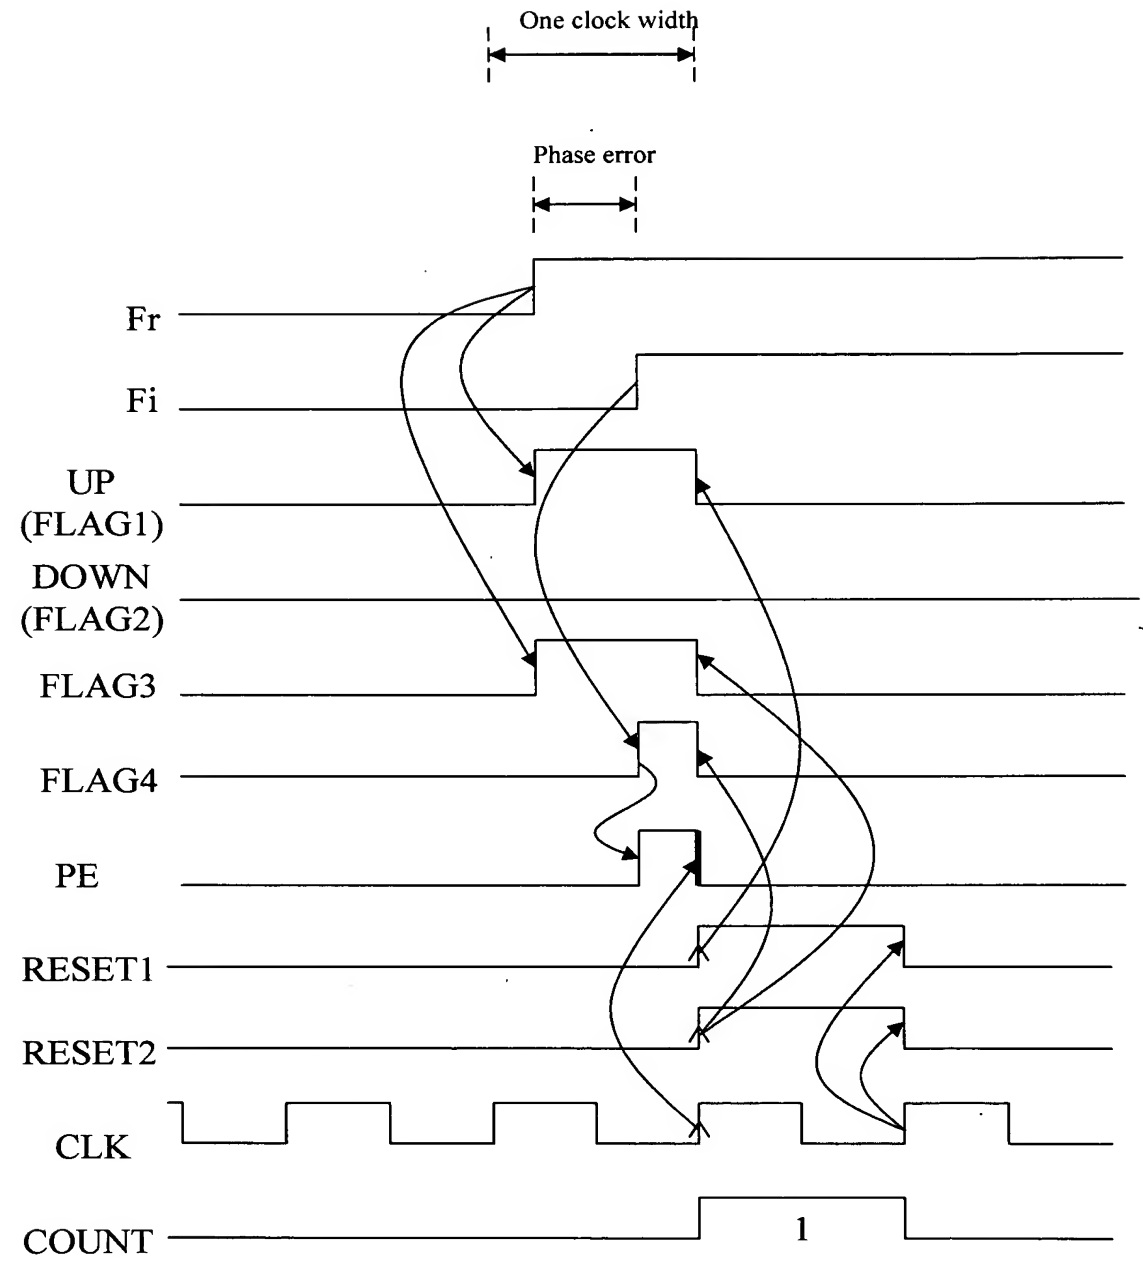 One clock width
Phase error
Fr
Fi
UP
(FLAG1)
DOWN
(FLAG2)
FLAG3
FLAG4
PE
RESET1
RESET2
CLK
COUNT
1